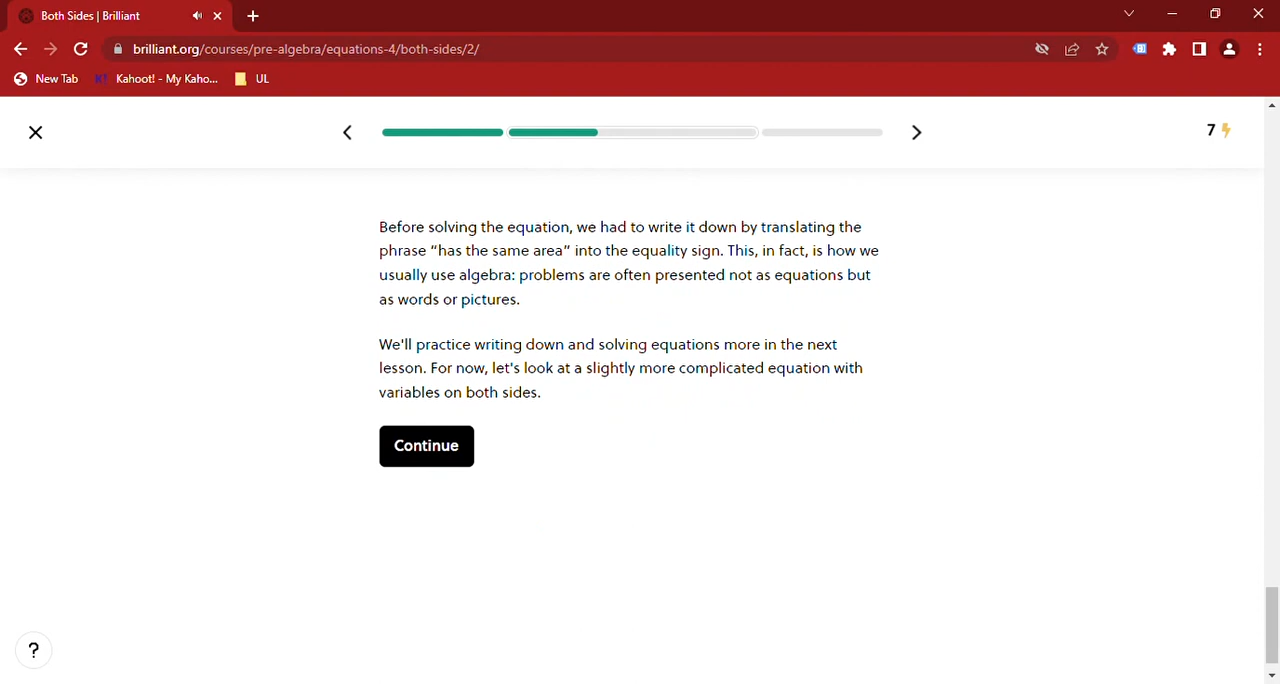 Both Sides | Brilliant
brilliant.org/courses/pre-algebra/equations-4/both-sides/2/
New Tab
K! Kahoot! - My Kaho...
UL
7
Before solving the equation, we had to write it down by translating the
phrase “has the same area” into the equality sign. This, in fact, is how we
usually use algebra: problems are often presented not as equations but
as words or pictures.
We'll practice writing down and solving equations more in the next
lesson. For now, let's look at a slightly more complicated equation with
variables on both sides.
Continue
?